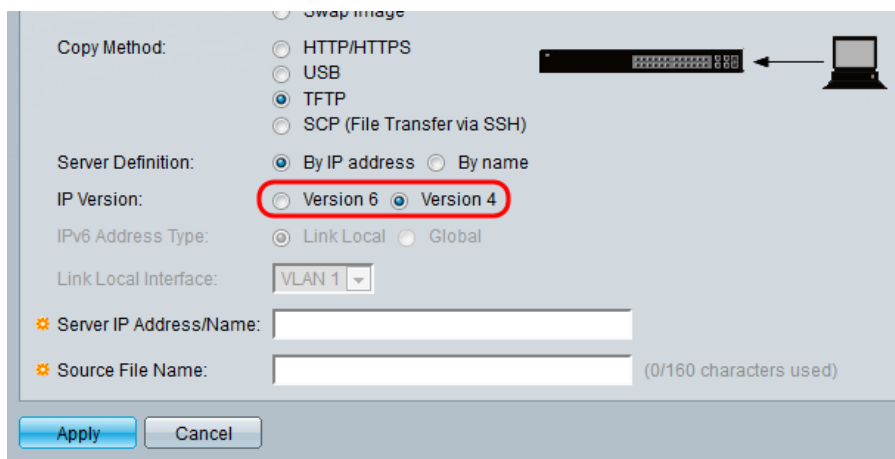 Swap Image
Copy Method:
HTTP/HTTPS
USB
TFTP
SCP (File Transfer via SSH)
Server Definition:
By IP address
By name
IP Version:
Version 6
Version 4
IPv6 Address Type:
Link Local
Global
Link Local Interface:
VLAN 1
Server IP Address/Name:
Source File Name:
(0/160 characters used)
Apply
Cancel